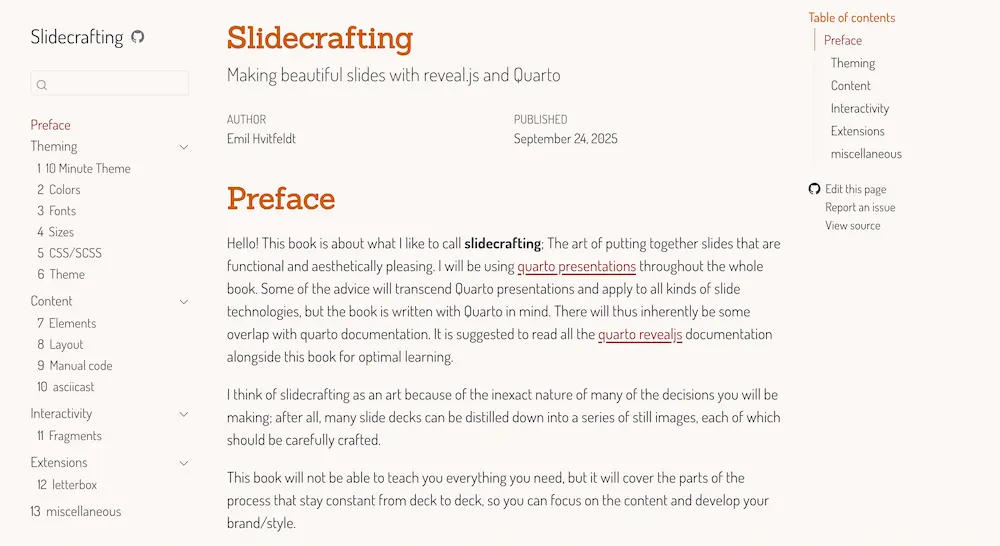 Slidecrafting
Preface
Theming
1 10 Minute Theme
2 Colors
3 Fonts
4 Sizes
5 CSS/SCSS
6 Theme
Content
7 Elements
8 Layout
9 Manual code
10 asciicast
Interactivity
11 Fragments
Extensions
12 letterbox
13 miscellaneous
Slidecrafting
Making beautiful slides with reveal.js and Quarto
AUTHOR
Emil Hvitfeldt
PUBLISHED
September 24, 2025
Preface
Hello! This book is about what I like to call slidecrafting; The art of putting together slides that are
functional and aesthetically pleasing. I will be using quarto presentations throughout the whole
book. Some of the advice will transcend Quarto presentations and apply to all kinds of slide
technologies, but the book is written with Quarto in mind. There will thus inherently be some
overlap with quarto documentation. It is suggested to read all the quarto revealjs documentation
alongside this book for optimal learning.
I think of slidecrafting as an art because of the inexact nature of many of the decisions you will be
making; after all, many slide decks can be distilled down into a series of still images, each of which
should be carefully crafted.
This book will not be able to teach you everything you need, but it will cover the parts of the
process that stay constant from deck to deck, so you can focus on the content and develop your
brand/style.
Table of contents
Preface
Theming
Content
Interactivity
Extensions
miscellaneous
Edit this page
Report an issue
View source